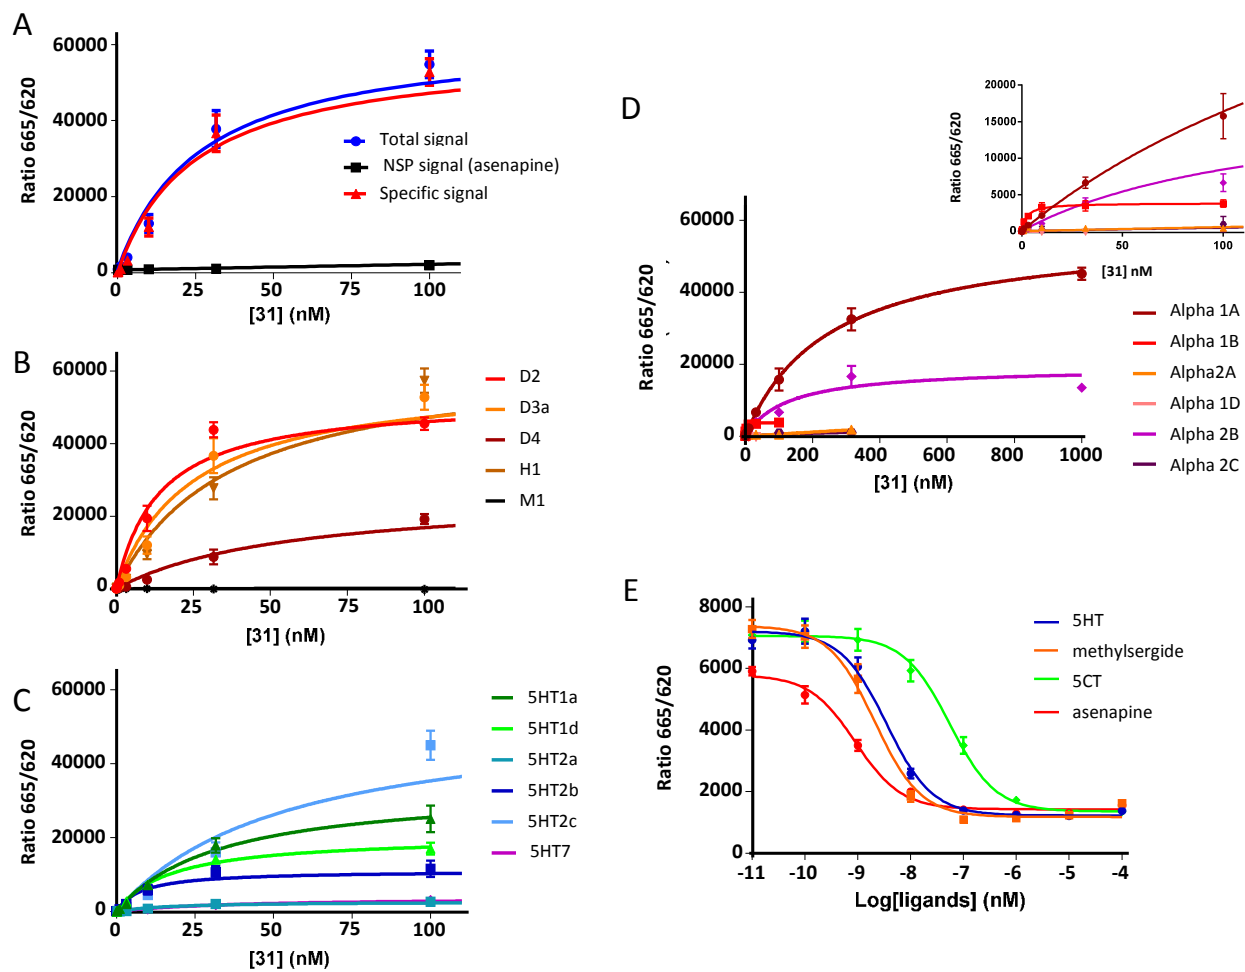 A
Ratio 665/620
60000
40000
20000
0
0 25 50 75 100
[31] (nM)
Total signal
NSP signal (asenapine)
Specific signal
B
Ratio 665/620
60000
40000
20000
0
0 25 50 75 100
[31] (nM)
D2
D3a
D4
H1
M1
C
Ratio 665/620
60000
40000
20000
0
0 25 50 75 100
[31] (nM)
5HT1a
5HT1d
5HT2a
5HT2b
5HT2c
5HT7
D
Ratio 665/620
20000
15000
10000
5000
0
0 50 100
[31] nM
Ratio 665/620
60000
40000
20000
0
0 200 400 600 800 1000
[31] (nM)
Alpha 1A
Alpha 1B
Alpha2A
Alpha 1D
Alpha 2B
Alpha 2C
E
Ratio 665/620
8000
6000
4000
2000
0
-11 -10 -9 -8 -7 -6 -5 -4
Log[ligands] (nM)
5HT
methylsergide
5CT
asenapine